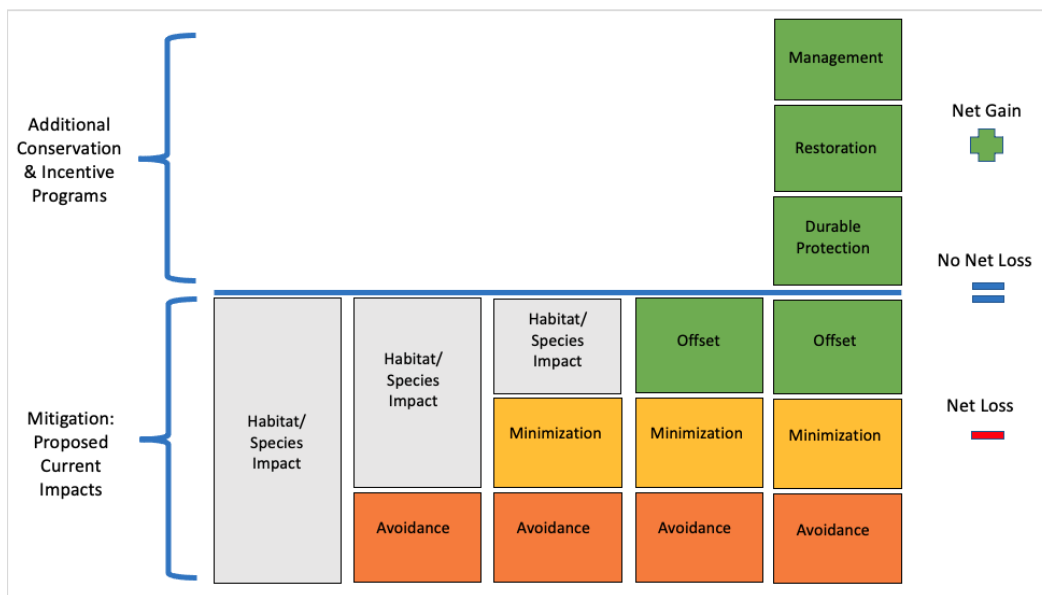 Additional
Conservation
& Incentive
Programs
Management
Restoration
Durable
Protection
Net Gain
No Net Loss
Net Loss
Mitigation:
Proposed
Current
Impacts
Habitat/
Species
Impact
Habitat/
Species
Impact
Avoidance
Habitat/
Species
Impact
Minimization
Avoidance
Offset
Minimization
Avoidance
Offset
Minimization
Avoidance